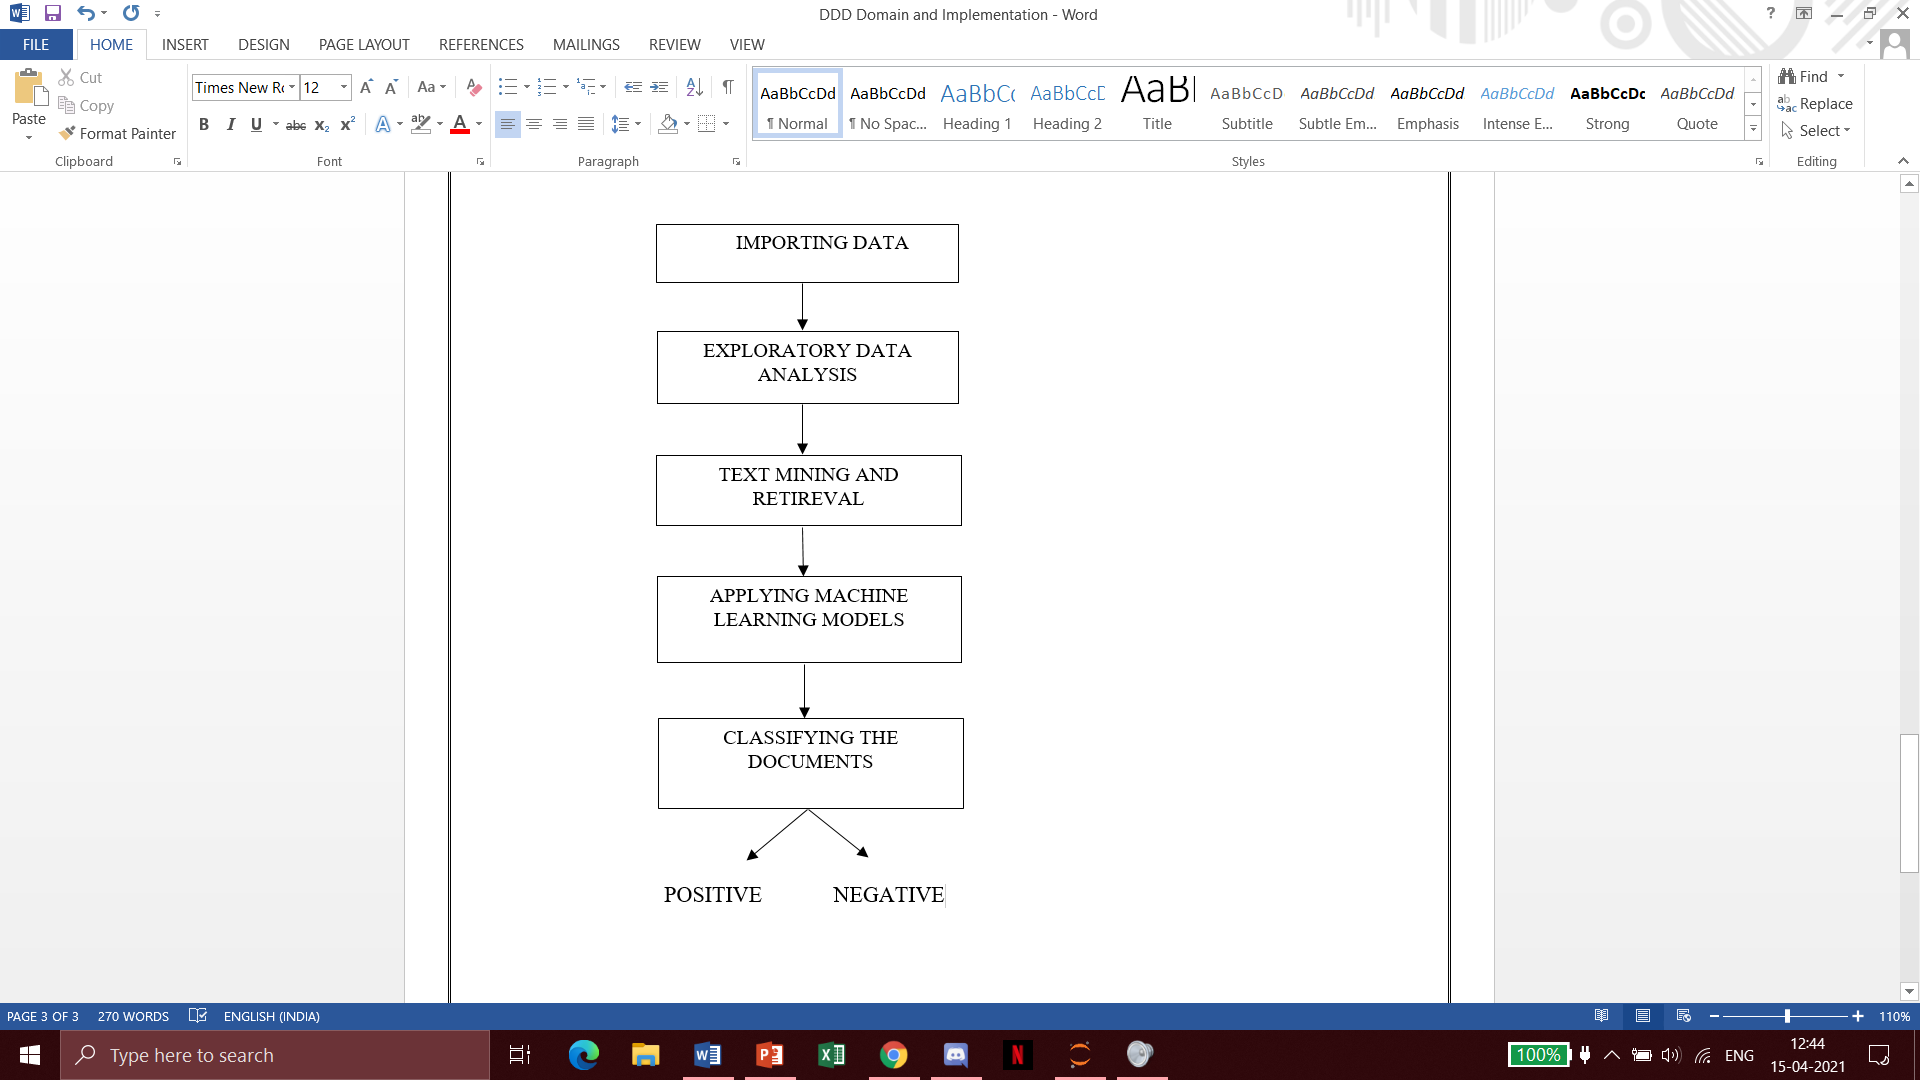 DDD Domain and Implementation - Word
?
FILE HOME INSERT DESIGN PAGE LAYOUT REFERENCES MAILINGS REVIEW VIEW
Paste
Cut
Copy
Format Painter
Clipboard
Times New Ro 12
Aa
B I U abc x₂ x² A A
Font
Paragraph
AaBbCcDd AaBbCcDd AaBbCc AaBbCcD AaBl AaBbCcD AaBbCcDd AaBbCcDd AaBbCcDd AaBbCcDc AaBbCcDd
¶ Normal ¶ No Spac... Heading 1 Heading 2 Title Subtitle Subtle Em... Emphasis Intense E... Strong Quote
Styles
Find
Replace
Select
Editing
IMPORTING DATA
EXPLORATORY DATA
ANALYSIS
TEXT MINING AND
RETIREVAL
APPLYING MACHINE
LEARNING MODELS
CLASSIFYING THE
DOCUMENTS
POSITIVE NEGATIVE
PAGE 3 OF 3 270 WORDS ENGLISH (INDIA) 110%
Type here to search
100% ENG
12:44
15-04-2021